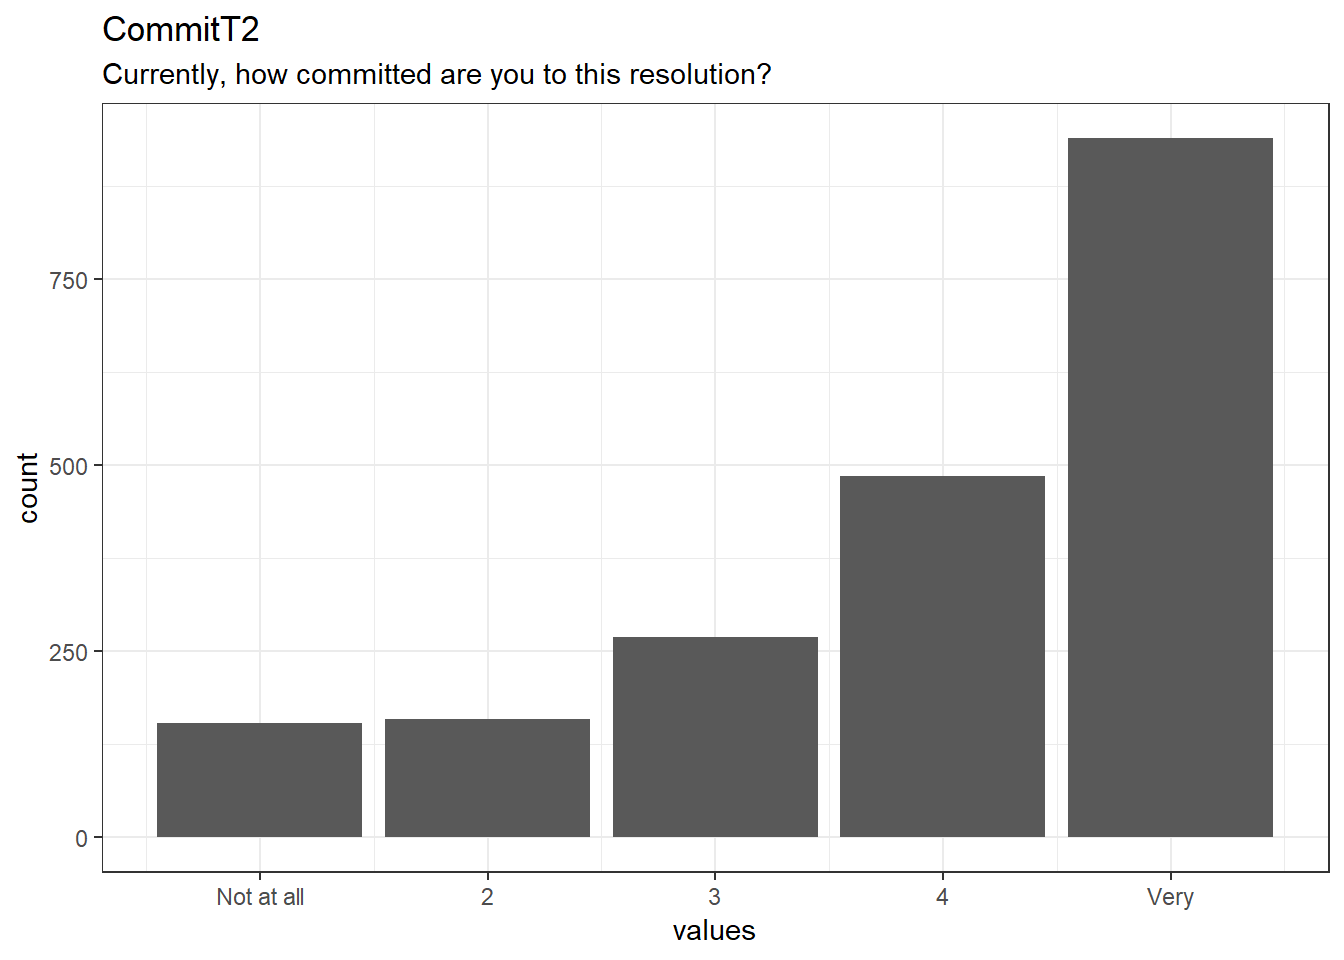 CommitT2
Currently, how committed are you to this resolution?
count
750
500
250
0
Not at all
2
3
4
Very
values